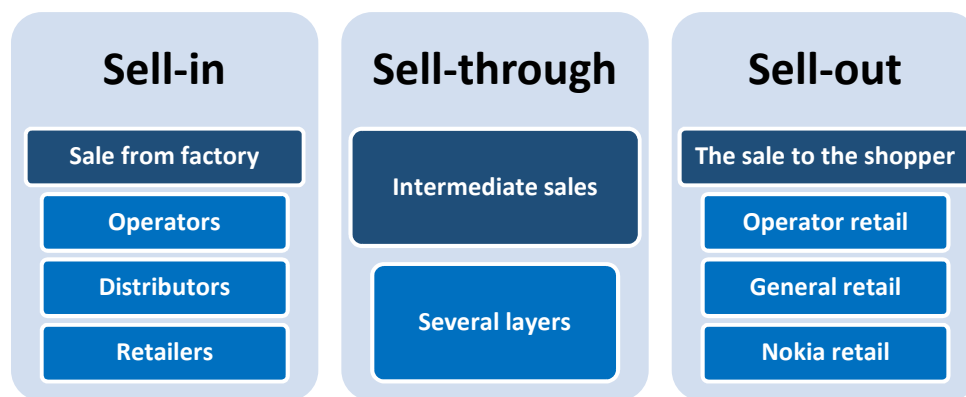 Sell-in
Sale from factory
Operators
Distributors
Retailers
Sell-through
Intermediate sales
Several layers
Sell-out
The sale to the shopper
Operator retail
General retail
Nokia retail